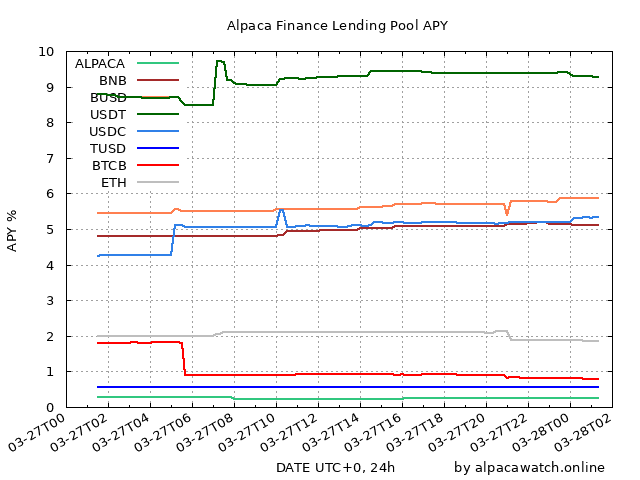 Alpaca Finance Lending Pool APY
APY %
10
9
8
7
6
5
4
3
2
1
0
ALPACA
BNB
BUSD
USDT
USDC
TUSD
BTCB
ETH
03-27T00
03-27T02
03-27T04
03-27T06
03-27T08
03-27T10
03-27T12
03-27T14
03-27T16
03-27T18
03-27T20
03-27T22
03-28T00
03-28T02
DATE UTC+0, 24h
by alpacawatch.online